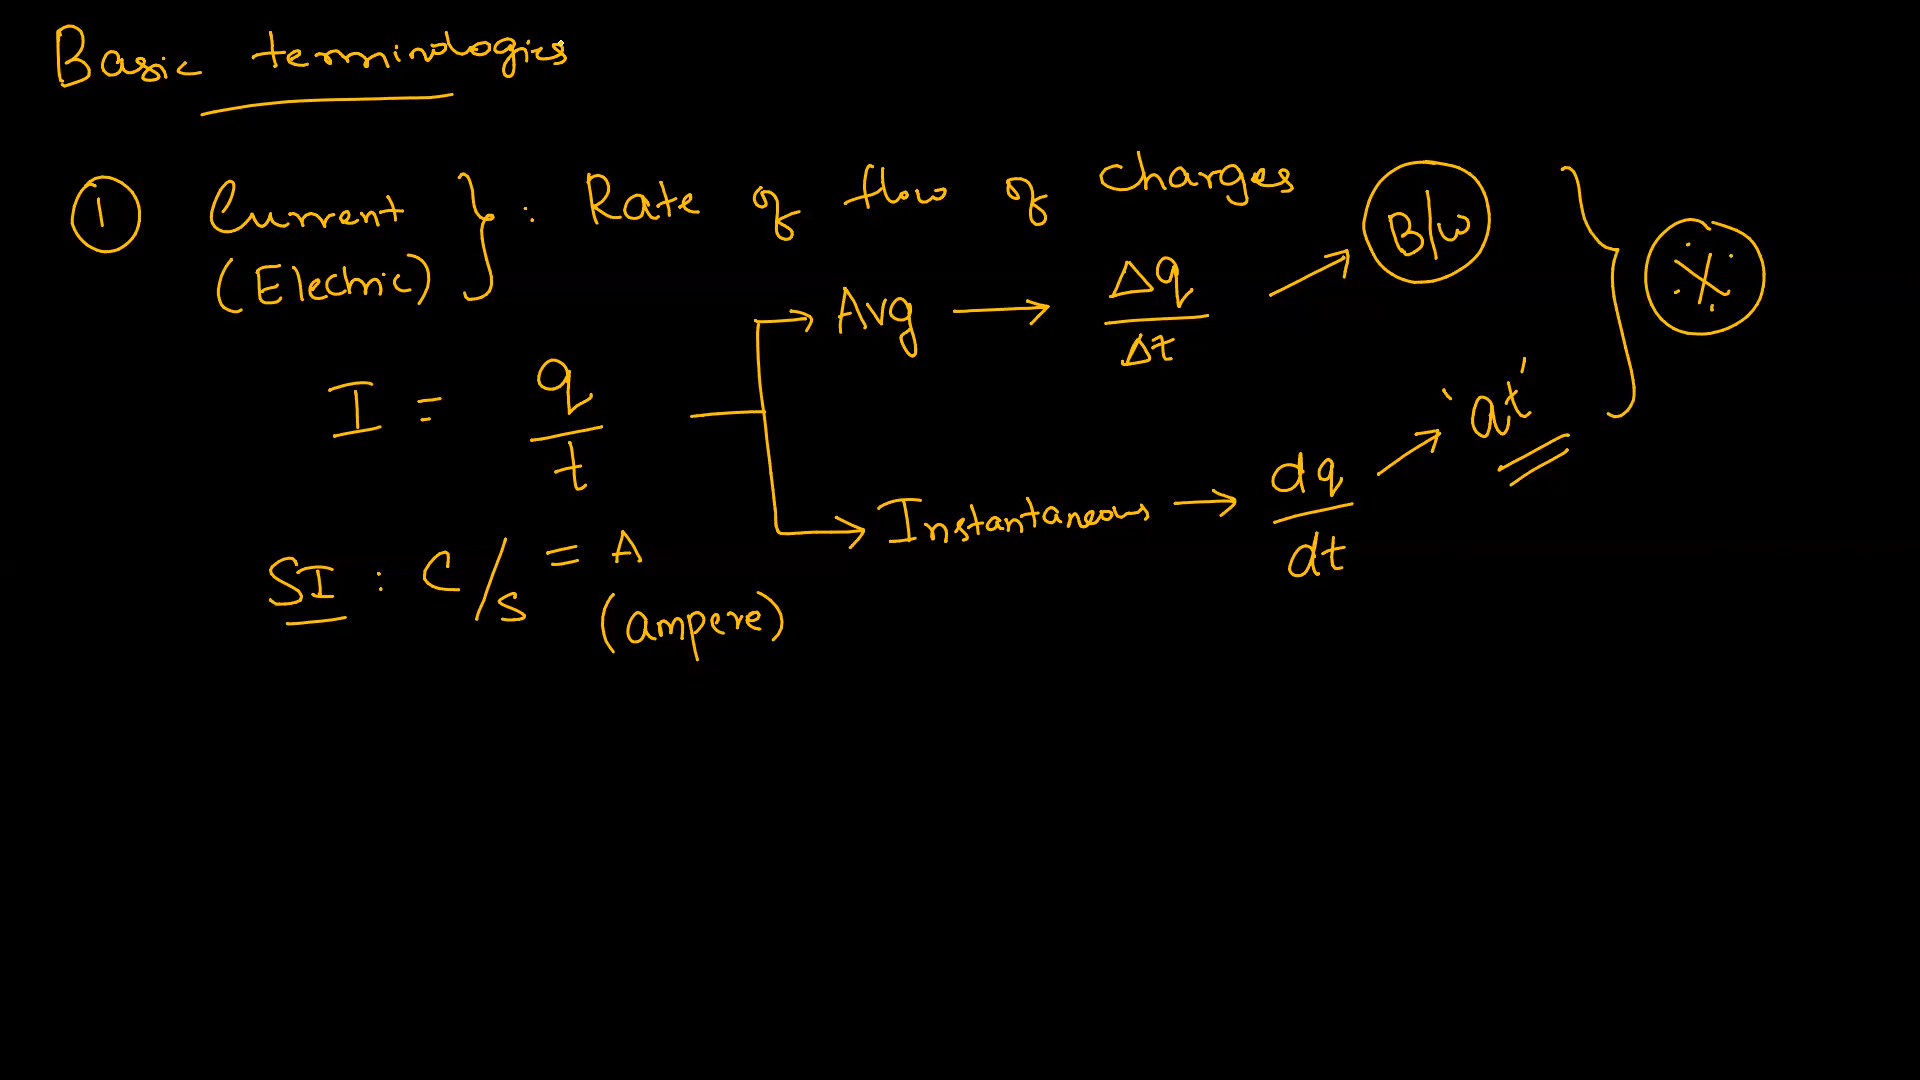 Basic terminologies
① Current (Electric) } : Rate of flow of charges
I = q/t
Avg → Δq/Δt → B/w
Instantaneous → dq/dt → 'at'
SI : C/s = A
(ampere)